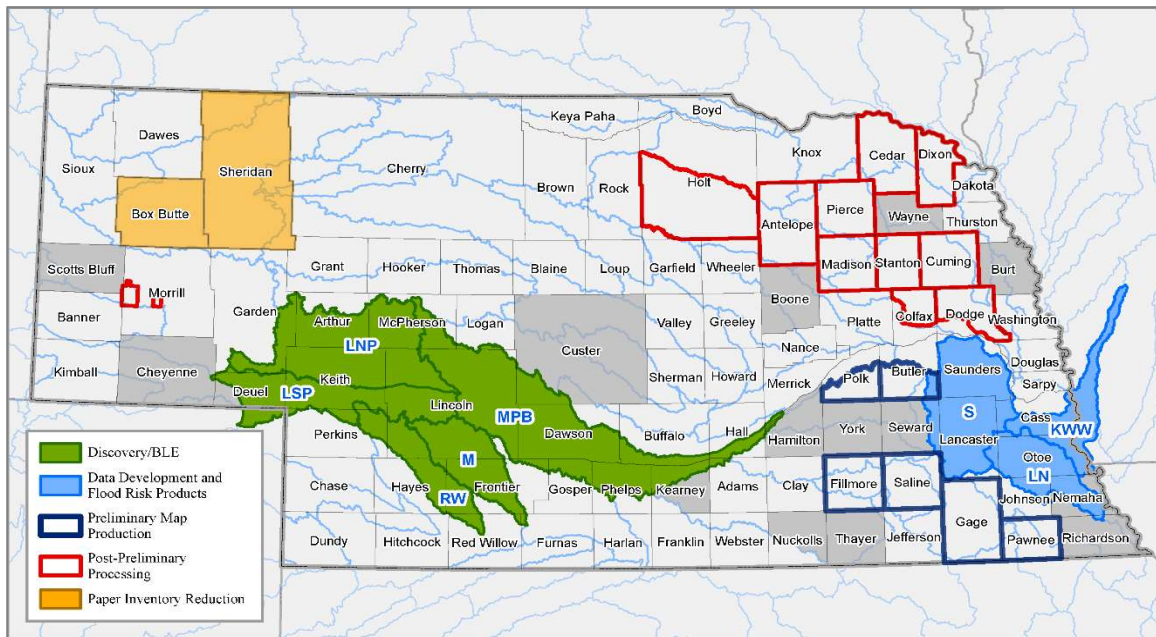 Boyd
Keya Paha
Dawes
Knox
Cedar
Dixon
Sioux
Sheridan
Cherry
Brown
Rock
Holt
Dakota
Box Butte
Antelope
Pierce
Wayne
Thurston
Scotts Bluff
Grant
Hooker
Thomas
Blaine
Loup
Garfield
Wheeler
Madison
Stanton
Cuming
Burt
Morrill
Boone
Banner
Garden
Arthur
McPherson
Logan
Valley
Greeley
Platte
Colfax
Dodge
Washington
LNP
Nance
Custer
Kimball
Cheyenne
Deuel
LSP
Keith
Sherman
Howard
Merrick
Polk
Butler
Saunders
Douglas
Sarpy
Lincoln
MPB
S
Cass
KWW
Perkins
Dawson
Buffalo
Hall
Hamilton
York
Seward
Lancaster
M
Otoe
LN
Chase
Hayes
RW
Frontier
Gosper
Phelps
Kearney
Adams
Clay
Fillmore
Saline
Johnson
Nemaha
Gage
Dundy
Hitchcock
Red Willow
Furnas
Harlan
Franklin
Webster
Nuckolls
Thayer
Jefferson
Pawnee
Richardson
Discovery/BLE
Data Development and
Flood Risk Products
Preliminary Map
Production
Post-Preliminary
Processing
Paper Inventory Reduction